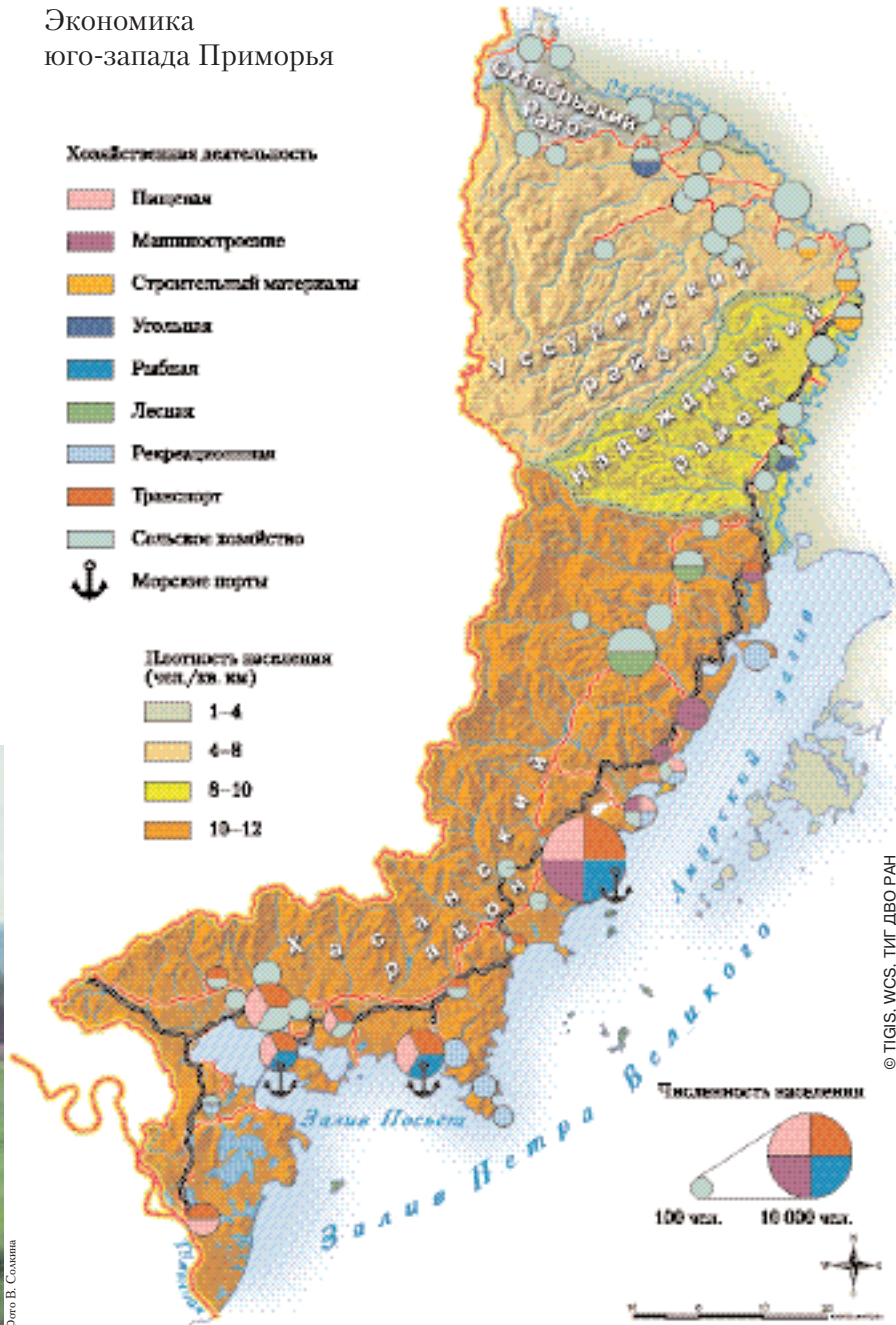 Экономика
юго-запада Приморья
Хозяйственная деятельность
Пищевая
Машиностроение
Строительный материалы
Угольная
Рыбная
Лесная
Рекреационная
Транспорт
Сельское хозяйство
Морские порты
Плотность населения
(чел./кв. км)
1–4
4–8
8–10
10–12
Октябрьский
Район
Уссурийский
район
Надеждинский
район
Амурский залив
Хасанский
район
Залив Посьета
Залив Петра Великого
Численность населения
100 чел.
10 000 чел.
© TIGIS, WCS, ТИГ ДВО РАН
Фото В. Солкина